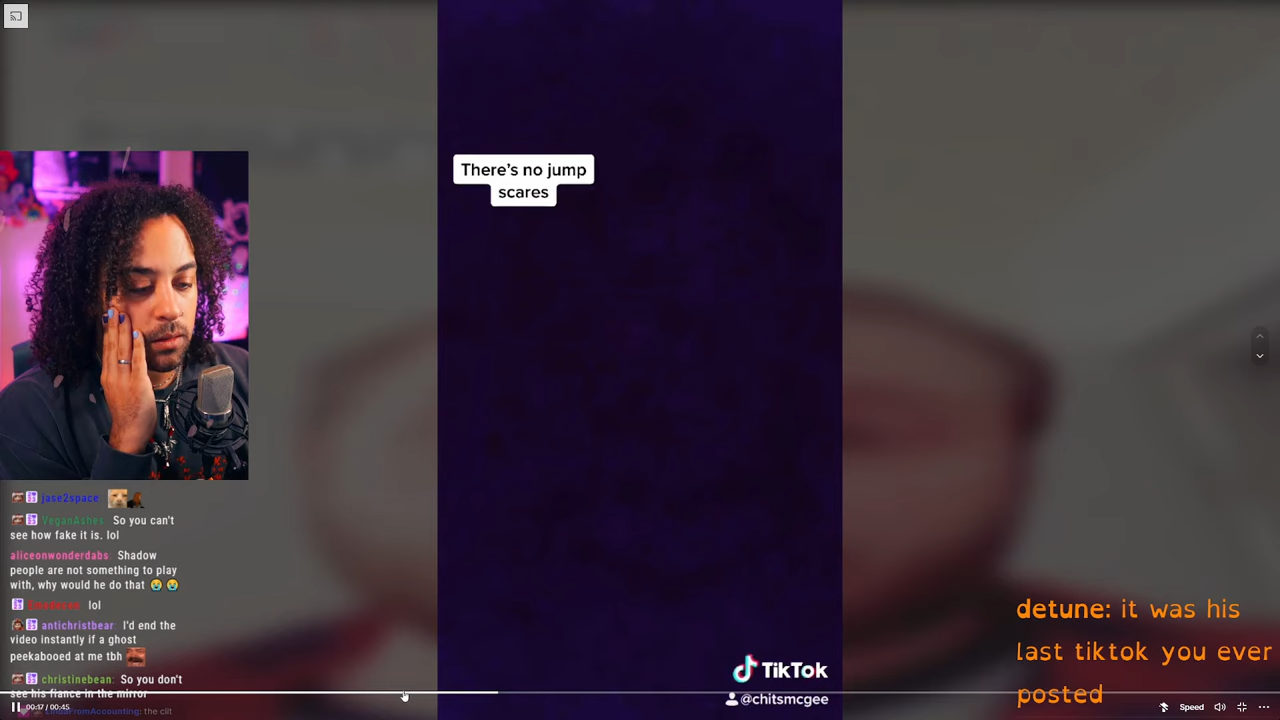 There's no jump
scares
jase2space
VeganAshes: So you can't
see how fake it is. lol
aliceonwonderdabs: Shadow
people are not something to play
with, why would he do that 😭 😭
lol
antichristbear: I'd end the
video instantly if a ghost
peekabooed at me tbh
christinebean: So you don't
see his fiance in the mirror
FromAccounting: the clit
00:17 / 00:45
detune: it was his
last tiktok you ever
posted
TikTok
@chitsmcgee
Speed